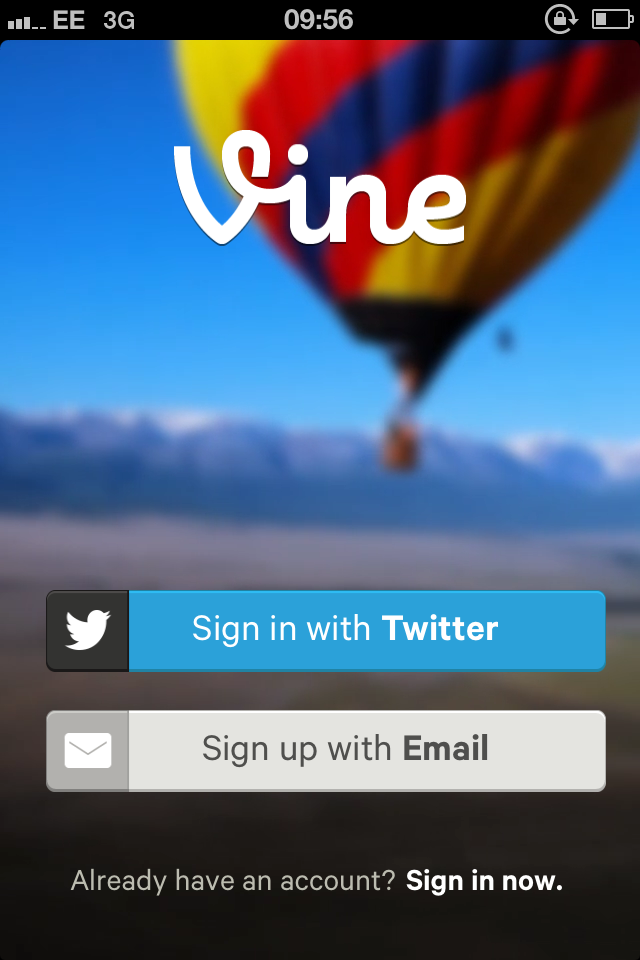 EE 3G 09:56
Vine
Sign in with Twitter
Sign up with Email
Already have an account? Sign in now.